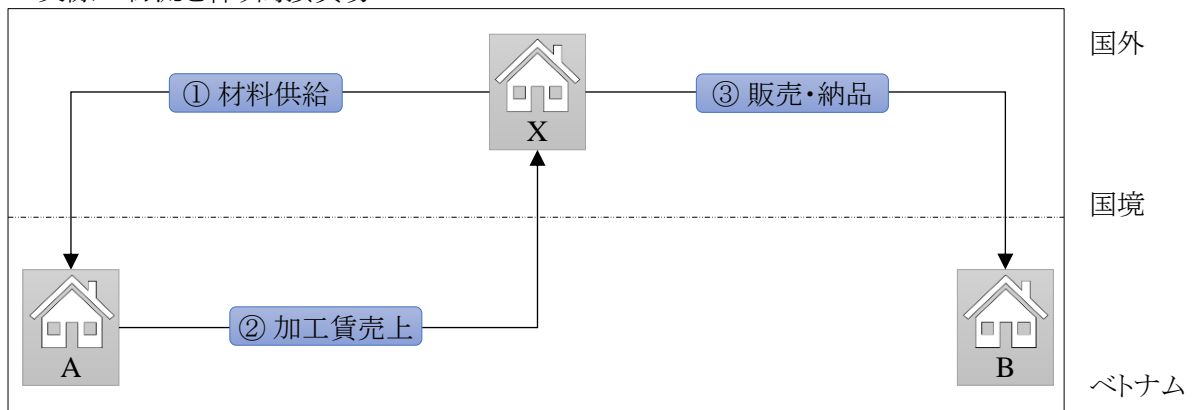 国外
① 材料供給
③ 販売・納品
X
国境
② 加工賃売上
A
B
ベトナム